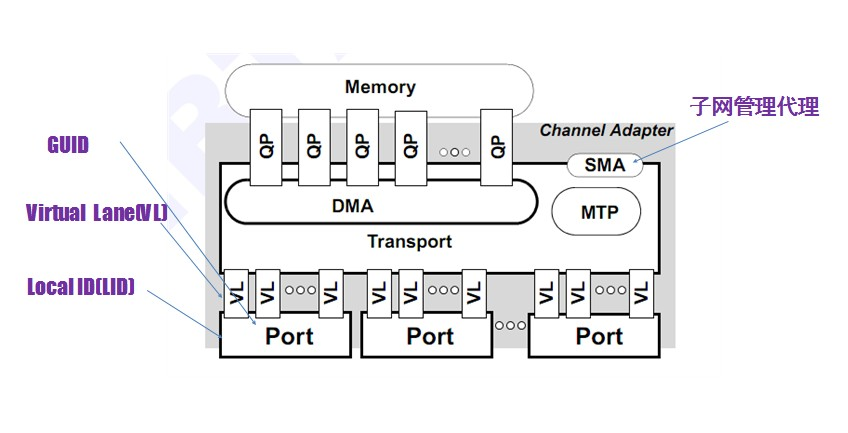 Memory
子网管理代理
QP QP QP QP QP
Channel Adapter
GUID
SMA
DMA
MTP
Virtual Lane(VL)
Transport
Local ID(LID)
VL VL VL VL VL VL VL VL VL
Port Port Port